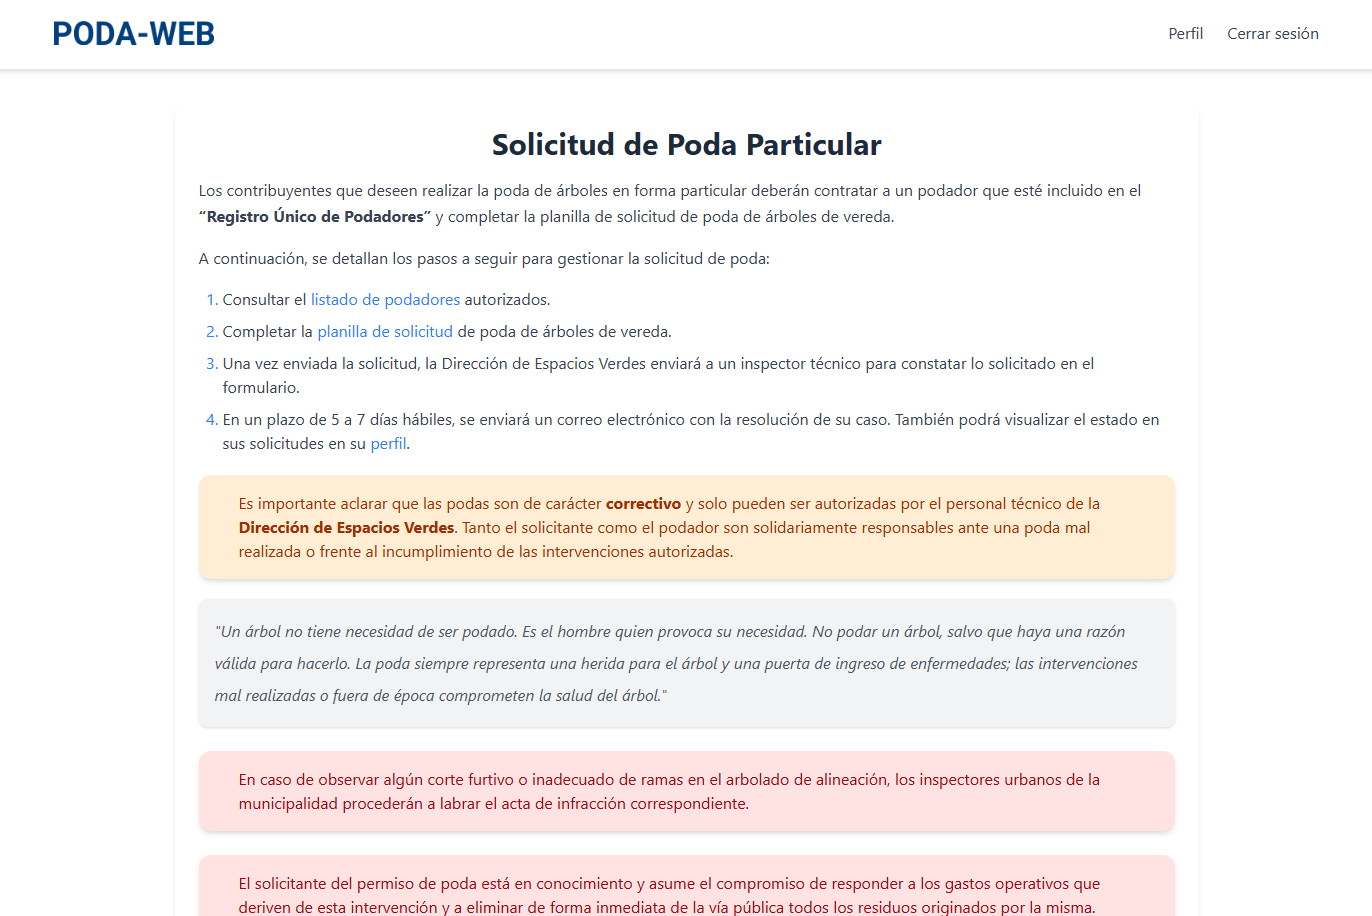 PODA-WEB
Perfil
Cerrar sesión
Solicitud de Poda Particular
Los contribuyentes que deseen realizar la poda de árboles en forma particular deberán contratar a un podador que esté incluido en el
“Registro Único de Podadores” y completar la planilla de solicitud de poda de árboles de vereda.
A continuación, se detallan los pasos a seguir para gestionar la solicitud de poda:
1. Consultar el listado de podadores autorizados.
2. Completar la planilla de solicitud de poda de árboles de vereda.
3. Una vez enviada la solicitud, la Dirección de Espacios Verdes enviará a un inspector técnico para constatar lo solicitado en el
formulario.
4. En un plazo de 5 a 7 días hábiles, se enviará un correo electrónico con la resolución de su caso. También podrá visualizar el estado en
sus solicitudes en su perfil.
Es importante aclarar que las podas son de carácter correctivo y solo pueden ser autorizadas por el personal técnico de la
Dirección de Espacios Verdes. Tanto el solicitante como el podador son solidariamente responsables ante una poda mal
realizada o frente al incumplimiento de las intervenciones autorizadas.
"Un árbol no tiene necesidad de ser podado. Es el hombre quien provoca su necesidad. No podar un árbol, salvo que haya una razón
válida para hacerlo. La poda siempre representa una herida para el árbol y una puerta de ingreso de enfermedades; las intervenciones
mal realizadas o fuera de época comprometen la salud del árbol."
En caso de observar algún corte furtivo o inadecuado de ramas en el arbolado de alineación, los inspectores urbanos de la
municipalidad procederán a labrar el acta de infracción correspondiente.
El solicitante del permiso de poda está en conocimiento y asume el compromiso de responder a los gastos operativos que
deriven de esta intervención y a eliminar de forma inmediata de la vía pública todos los residuos originados por la misma.